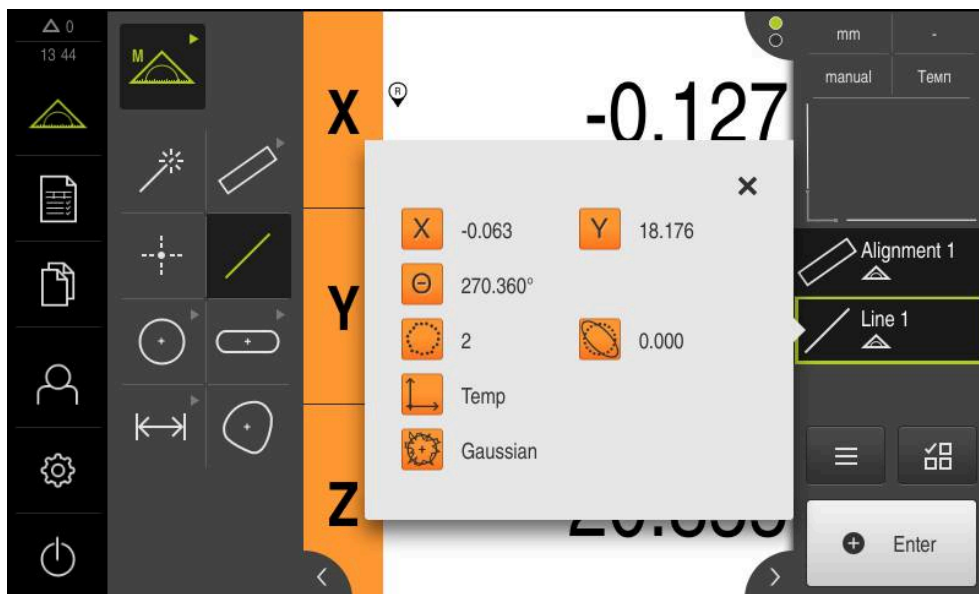 0
13 44
M
X
R
-0.127
mm
-
manual
Темп
X
-0.063
Y
18.176
Θ
270.360°
2
0.000
Temp
Gaussian
Y
Z
Alignment 1
Line 1
Enter